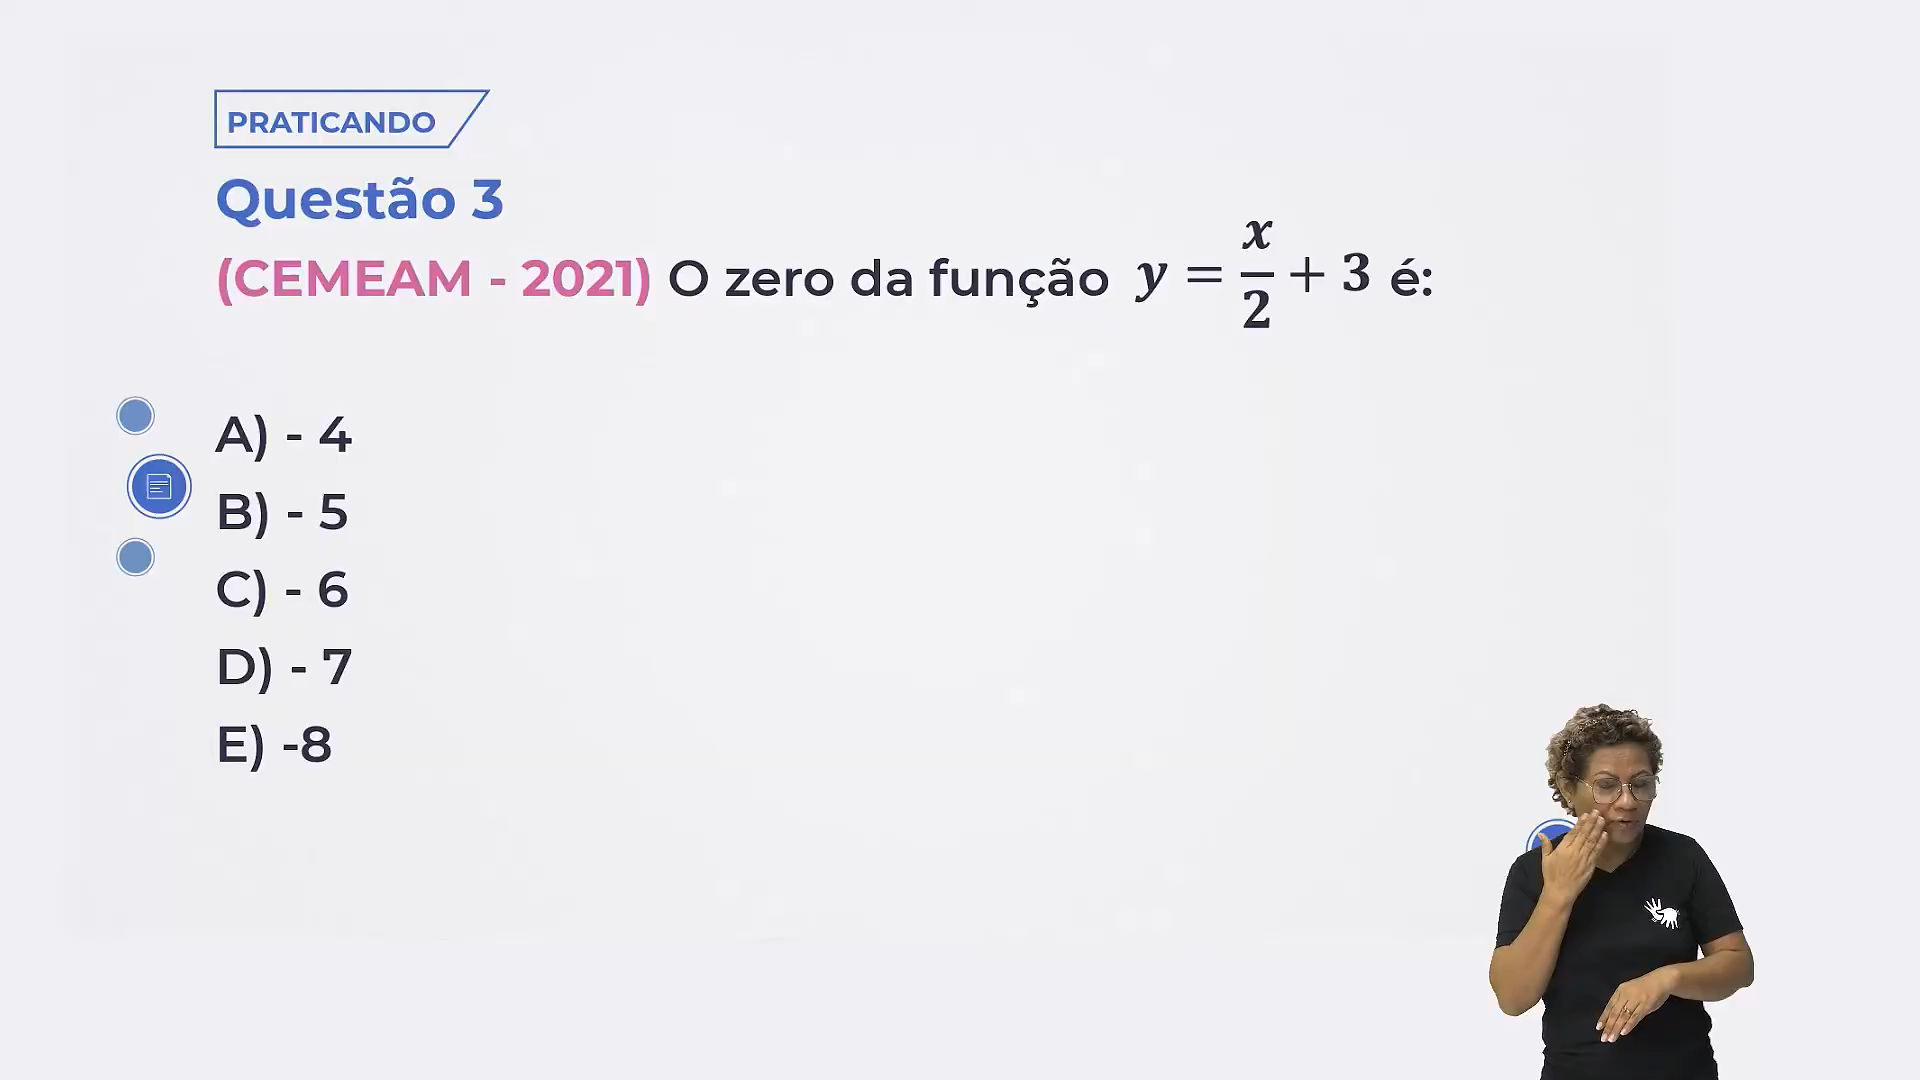 PRATICANDO
Questão 3
(CEMEAM - 2021) O zero da função y = x/2 + 3 é:
A) - 4
B) - 5
C) - 6
D) - 7
E) -8